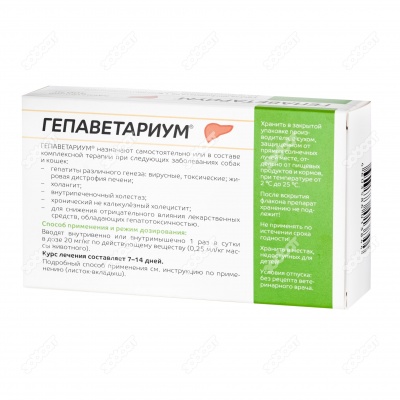 ГЕПАВЕТАРИУМ®
ГЕПАВЕТАРИУМ® назначают самостоятельно или в составе
комплексной терапии при следующих заболеваниях собак
и кошек:
- гепатиты различного генеза: вирусные, токсические; жи-
ровая дистрофия печени;
- холангит;
- внутрипеченочный холестаз;
- хронический не калькулёзный холецистит;
- для снижения отрицательного влияния лекарственных
средств, обладающих гепатотоксичностью.
Способ применения и режим дозирования:
Вводят внутривенно или внутримышечно 1 раз в сутки
в дозе 20 мг/кг по действующему веществу (0,25 мл/кг мас-
сы животного).
Курс лечения составляет 7–14 дней.
Подробный способ применения см. инструкцию по приме-
нению (листок-вкладыш).
Хранить в закрытой
упаковке произ-
водителя, в сухом,
защищенном от
прямых солнечных
лучей месте, от-
дельно от пищевых
продуктов и кормов,
при температуре от
2 °С до 25 °С.
После вскрытия
флакона препарат
хранению не под-
лежит!
Не применять по
истечении срока
годности!
Хранить в местах,
недоступных для
детей!
Условия отпуска:
без рецепта вете-
ринарного врача.